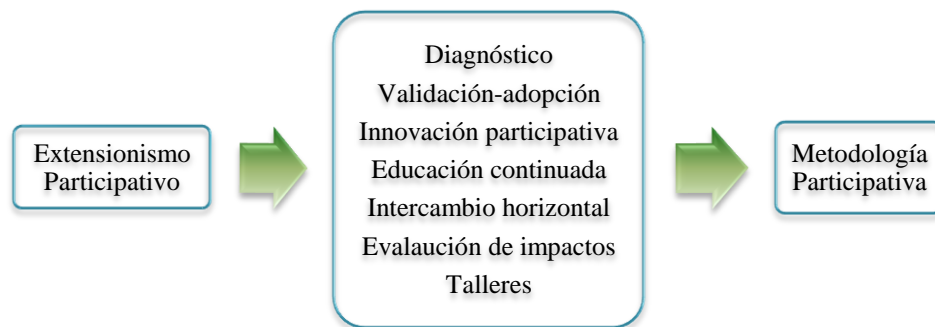 Extensionismo
Participativo
Diagnóstico
Validación-adopción
Innovación participativa
Educación continuada
Intercambio horizontal
Evalaución de impactos
Talleres
Metodología
Participativa